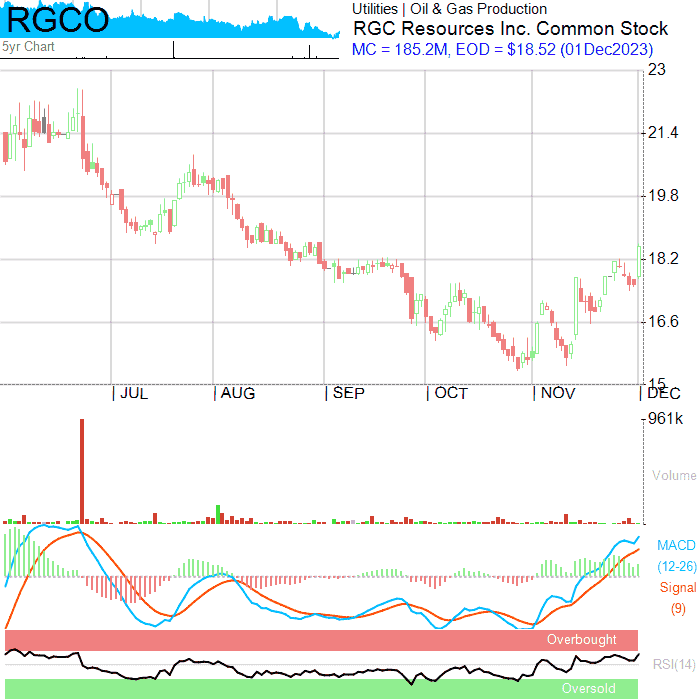 RGCO
5yr Chart
Utilities | Oil & Gas Production
RGC Resources Inc. Common Stock
MC = 185.2M, EOD = $18.52 (01Dec2023)
23
21.4
19.8
18.2
16.6
15
| JUL | AUG | SEP | OCT | NOV | DEC
961k
Volume
MACD
(12-26)
Signal
(9)
Overbought
RSI(14)
Oversold